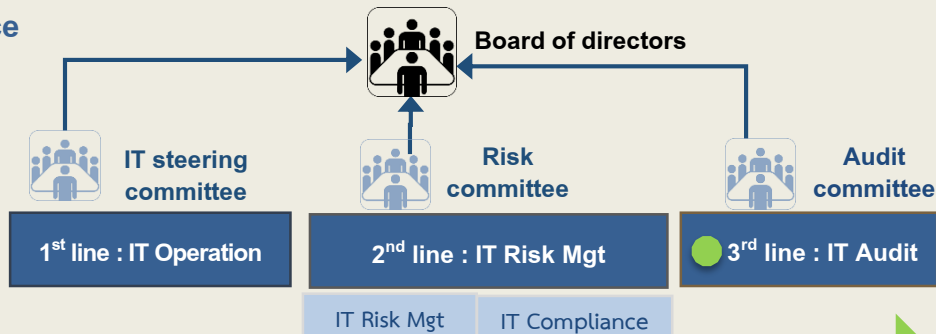 Board of directors
IT steering
committee
Risk
committee
Audit
committee
1st line : IT Operation
2nd line : IT Risk Mgt
3rd line : IT Audit
IT Risk Mgt
IT Compliance